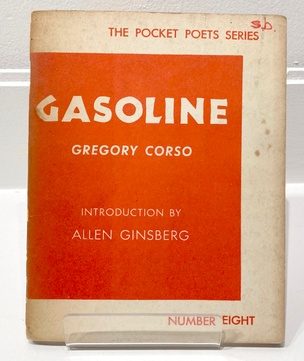 s.b.
THE POCKET POETS SERIES
GASOLINE
GREGORY CORSO
INTRODUCTION BY
ALLEN GINSBERG
NUMBER EIGHT